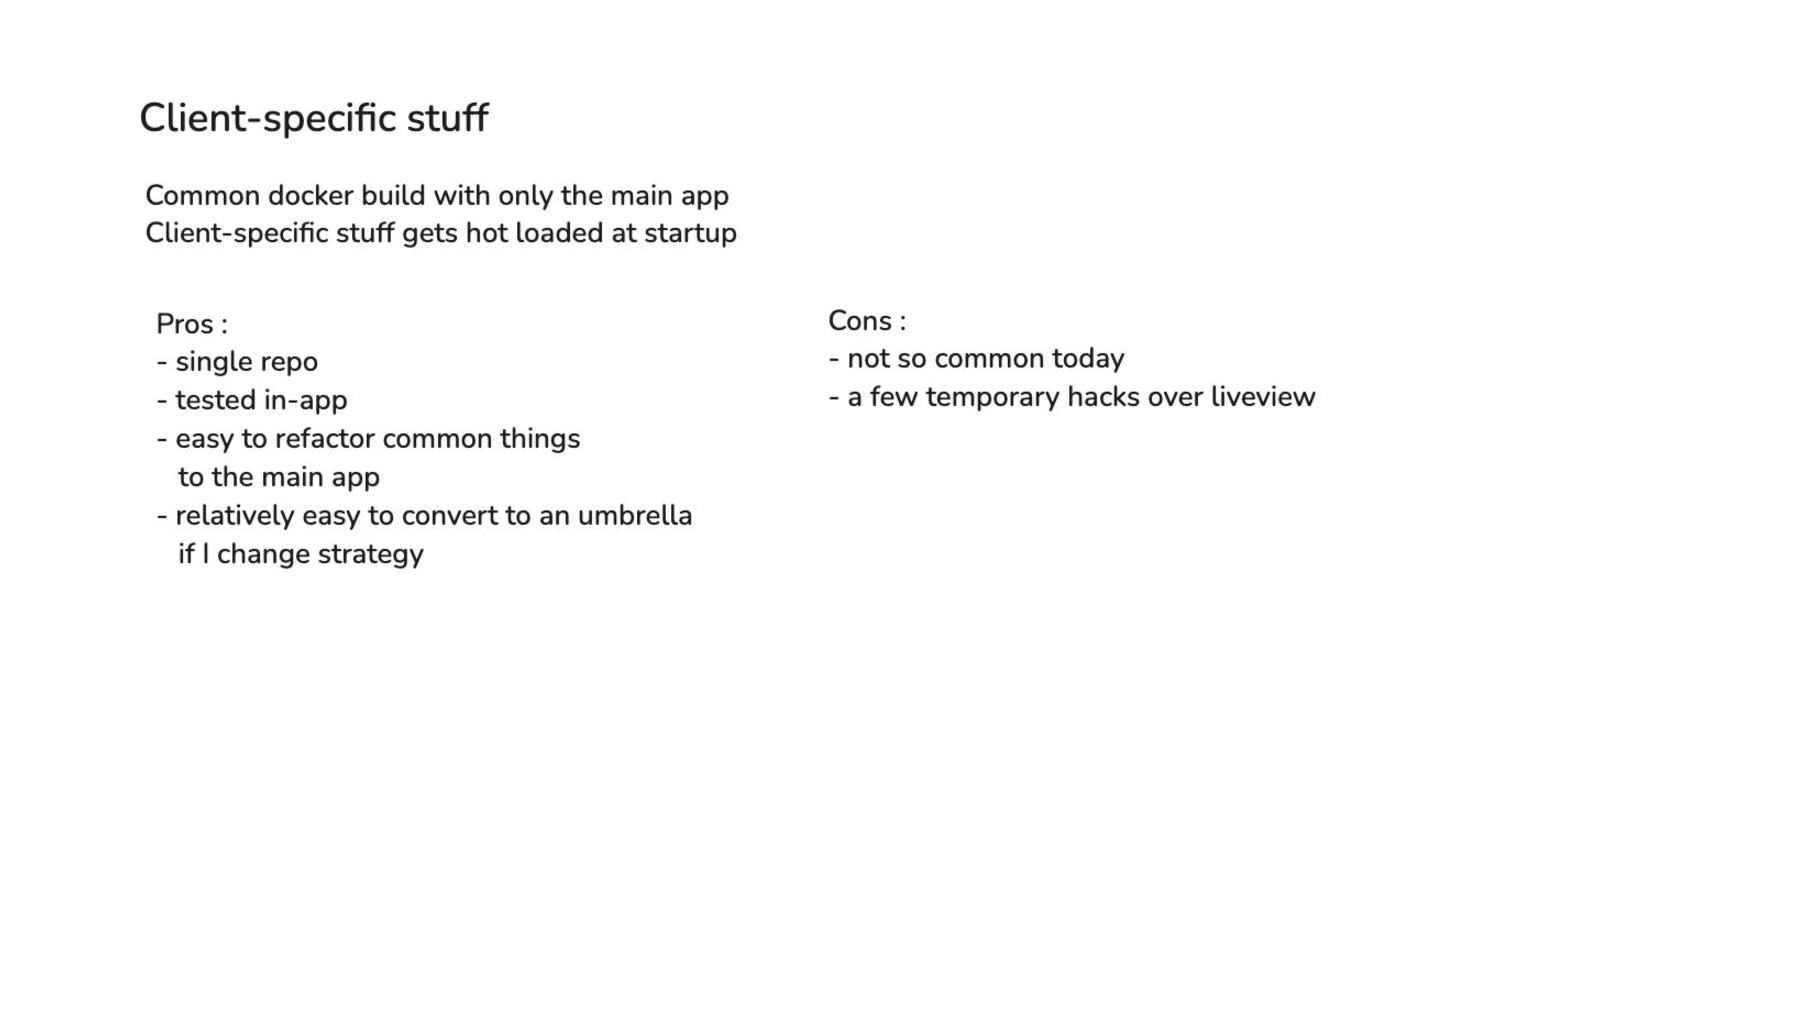 Client-specific stuff
Common docker build with only the main app
Client-specific stuff gets hot loaded at startup
Pros :
- single repo
- tested in-app
- easy to refactor common things
to the main app
- relatively easy to convert to an umbrella
if I change strategy
Cons :
- not so common today
- a few temporary hacks over liveview